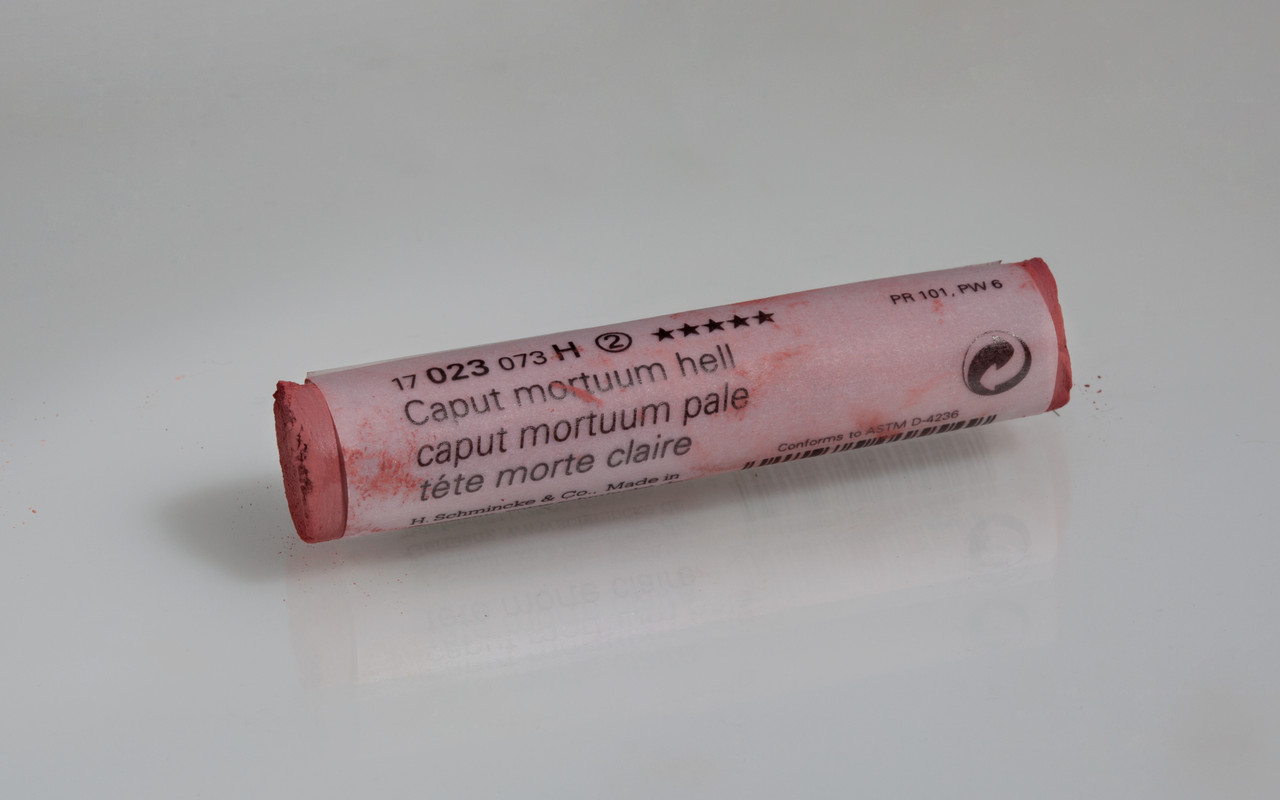 17 023 073 H ② ★★★★★
PR 101, PW 6
Caput mortuum hell
caput mortuum pale
téte morte claire
H. Schmincke & Co., Made in
Conforms to ASTM D-4236